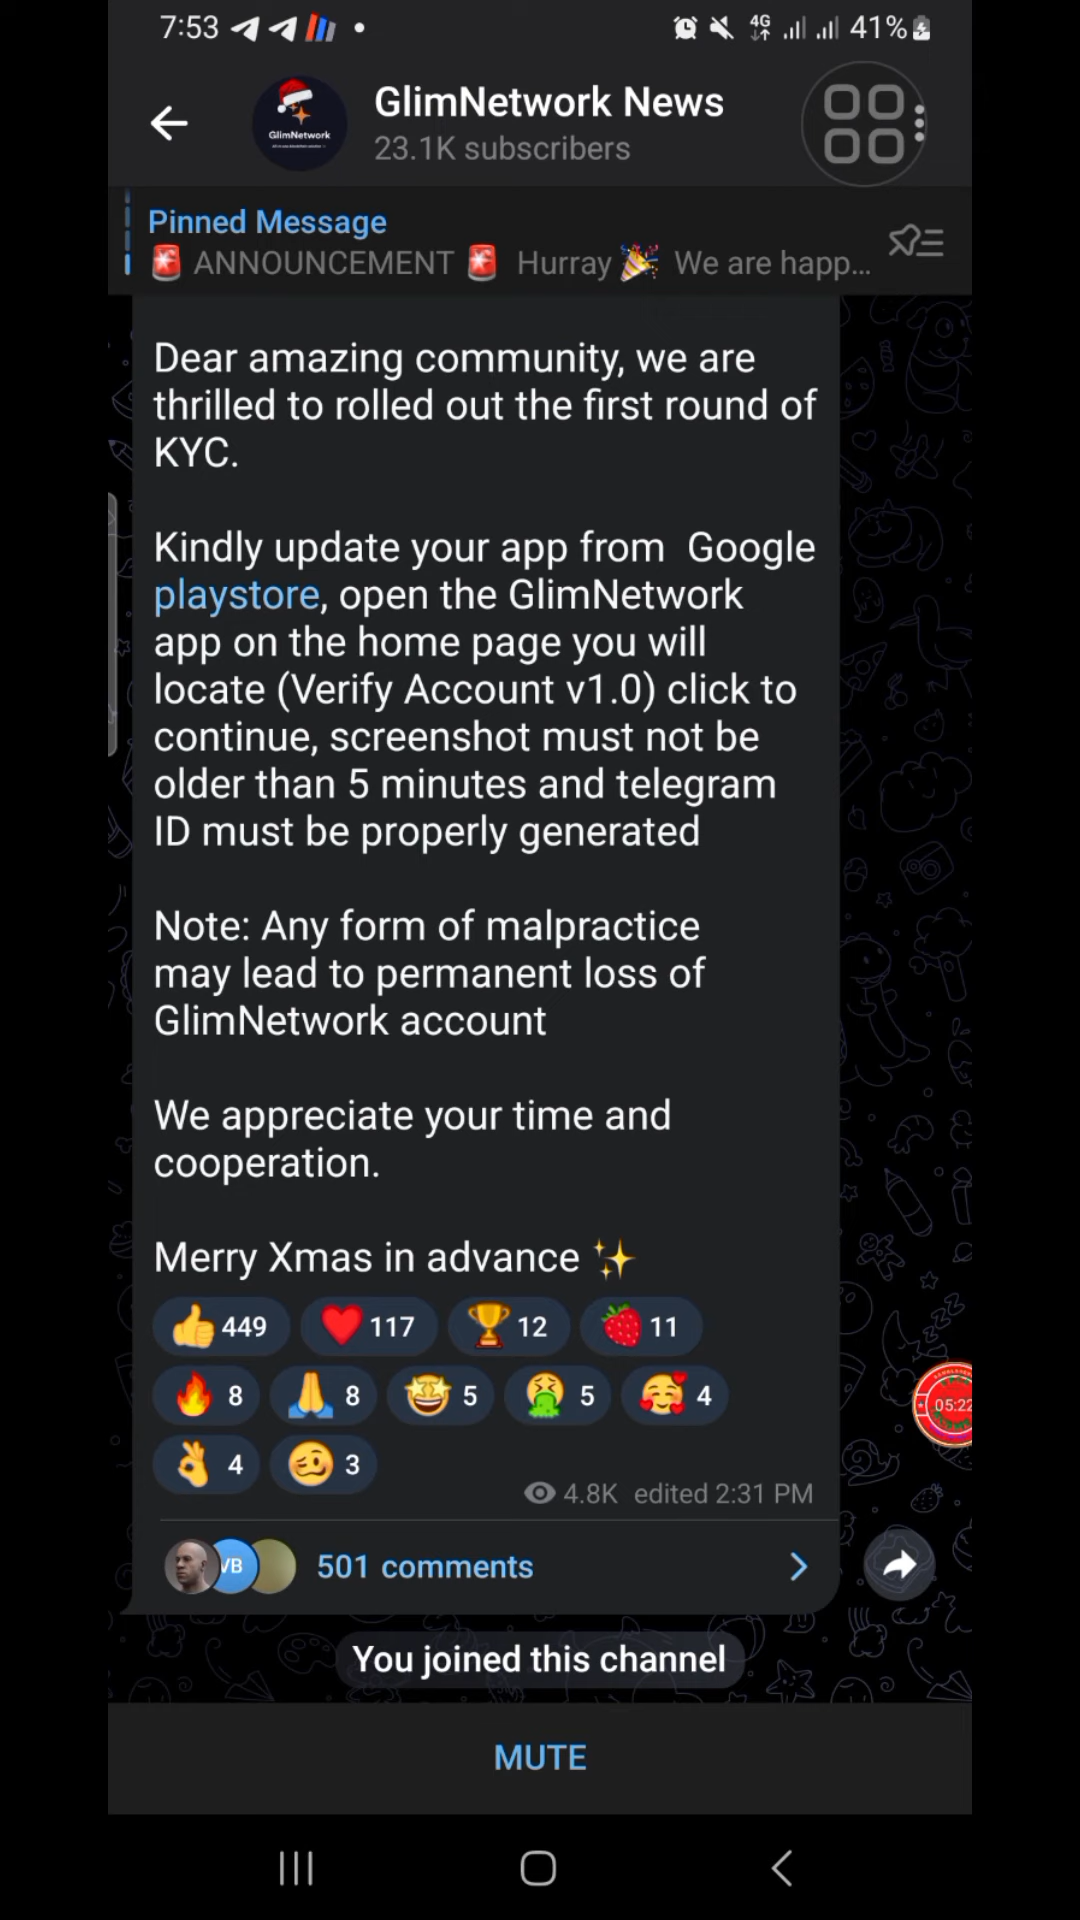 7:53
4G
41%
GlimNetwork
GlimNetwork News
23.1K subscribers
Pinned Message
🚨 ANNOUNCEMENT 🚨 Hurray 🎉 We are happ...
Dear amazing community, we are
thrilled to rolled out the first round of
KYC.
Kindly update your app from  Google
playstore, open the GlimNetwork
app on the home page you will
locate (Verify Account v1.0) click to
continue, screenshot must not be
older than 5 minutes and telegram
ID must be properly generated
Note: Any form of malpractice
may lead to permanent loss of
GlimNetwork account
We appreciate your time and
cooperation.
Merry Xmas in advance ✨
👍 449 ❤️ 117 🏆 12 🍓 11
🔥 8 🙏 8 🤩 5 🤮 5 🥰 4
👌 4 🥴 3
4.8K edited 2:31 PM
05:22
VB
501 comments
You joined this channel
MUTE